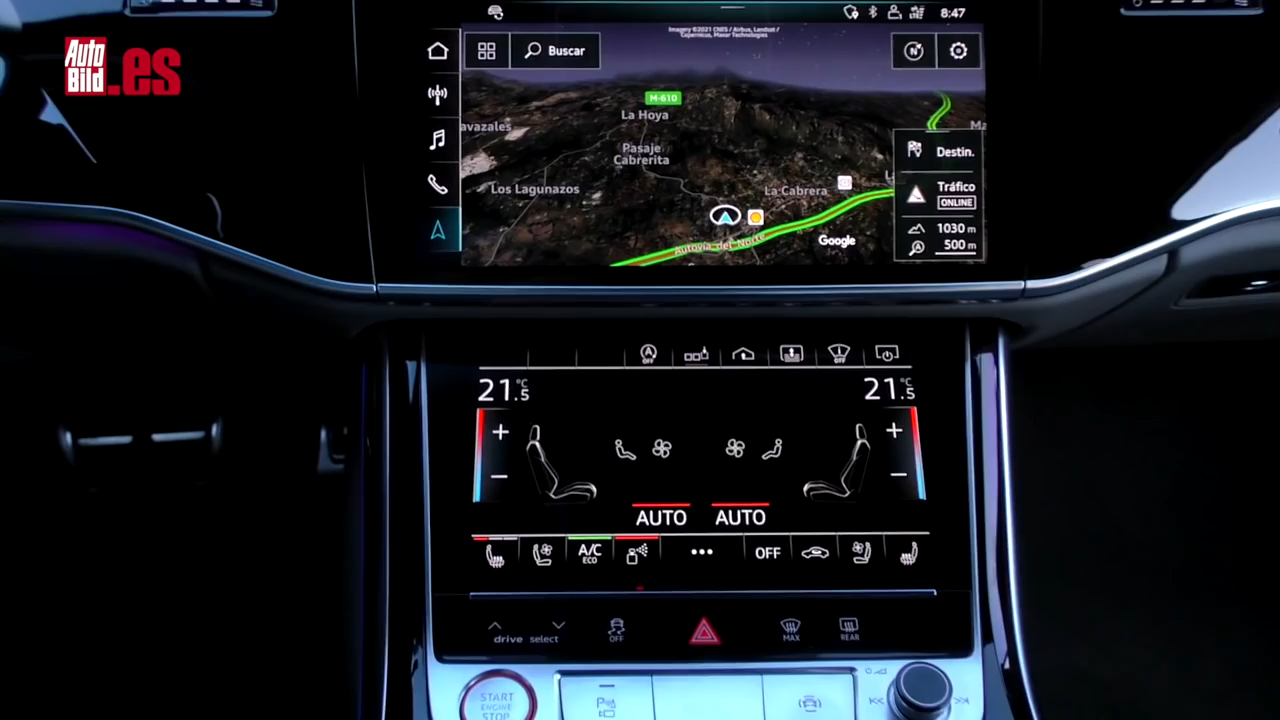 Auto
Bild
.es
8:47
Imagery ©2021 CNES / Airbus, Landsat /
Copernicus, Maxar Technologies
Buscar
N
M-610
La Hoya
avazales
Pasaje
Cabrerita
Los Lagunazos
La Cabrera
Autovía del Norte
Google
Destin.
Tráfico
ONLINE
1030 m
500 m
A
OFF
OFF
21.5 °C
21.5 °C
AUTO
AUTO
A/C
ECO
OFF
drive select
OFF
MAX
REAR
START
ENGINE
STOP